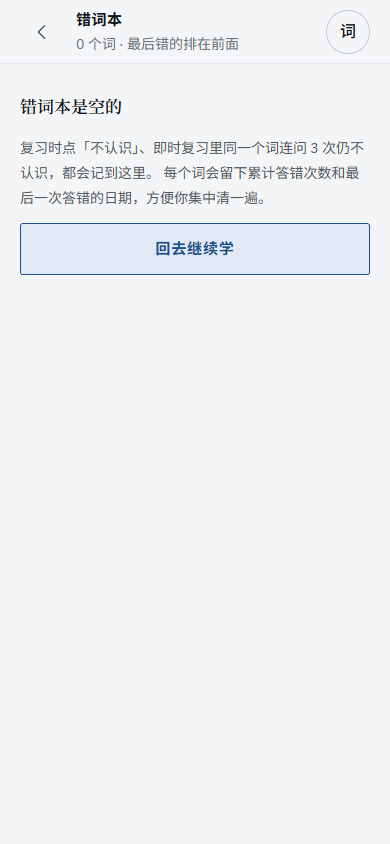 错词本
0 个词 · 最后错的排在前面
词
错词本是空的
复习时点「不认识」、即时复习里同一个词连问 3 次仍不
认识，都会记到这里。 每个词会留下累计答错次数和最
后一次答错的日期，方便你集中清一遍。
回去继续学